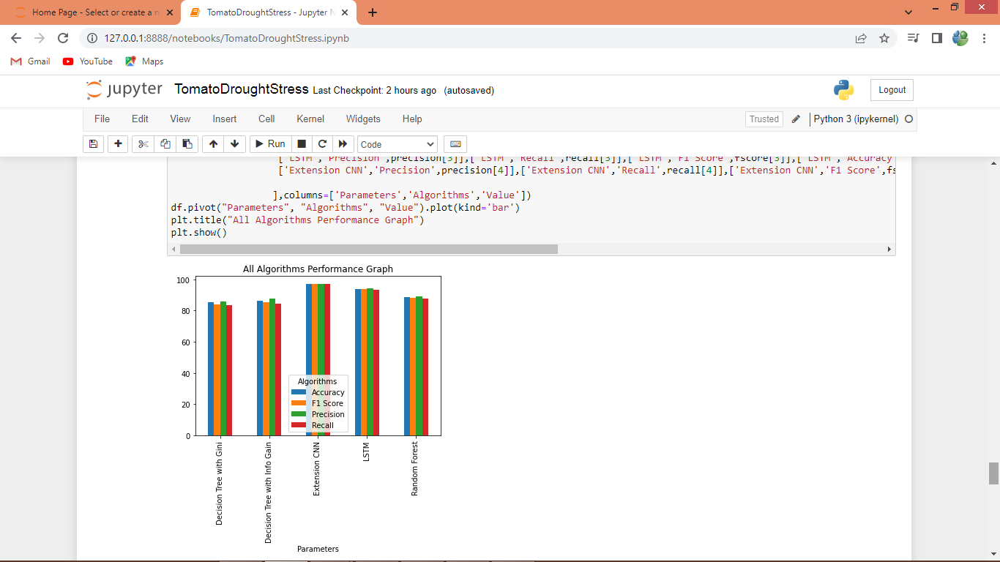 Home Page - Select or create a n
TomatoDroughtStress - Jupyter N
127.0.0.1:8888/notebooks/TomatoDroughtStress.ipynb
Gmail YouTube Maps
jupyter TomatoDroughtStress Last Checkpoint: 2 hours ago (autosaved)
Logout
File Edit View Insert Cell Kernel Widgets Help
Trusted Python 3 (ipykernel)
Run Code
['LSTM','Precision',precision[3]],['LSTM','Recall',recall[3]],['LSTM','F1 Score',fscore[3]],['LSTM','Accuracy
['Extension CNN','Precision',precision[4]],['Extension CNN','Recall',recall[4]],['Extension CNN','F1 Score',fs
],columns=['Parameters','Algorithms','Value'])
df.pivot("Parameters", "Algorithms", "Value").plot(kind='bar')
plt.title("All Algorithms Performance Graph")
plt.show()
All Algorithms Performance Graph
100
80
60
40
20
0
Algorithms
Accuracy
F1 Score
Precision
Recall
Decision Tree with Gini
Decision Tree with Info Gain
Extension CNN
LSTM
Random Forest
Parameters